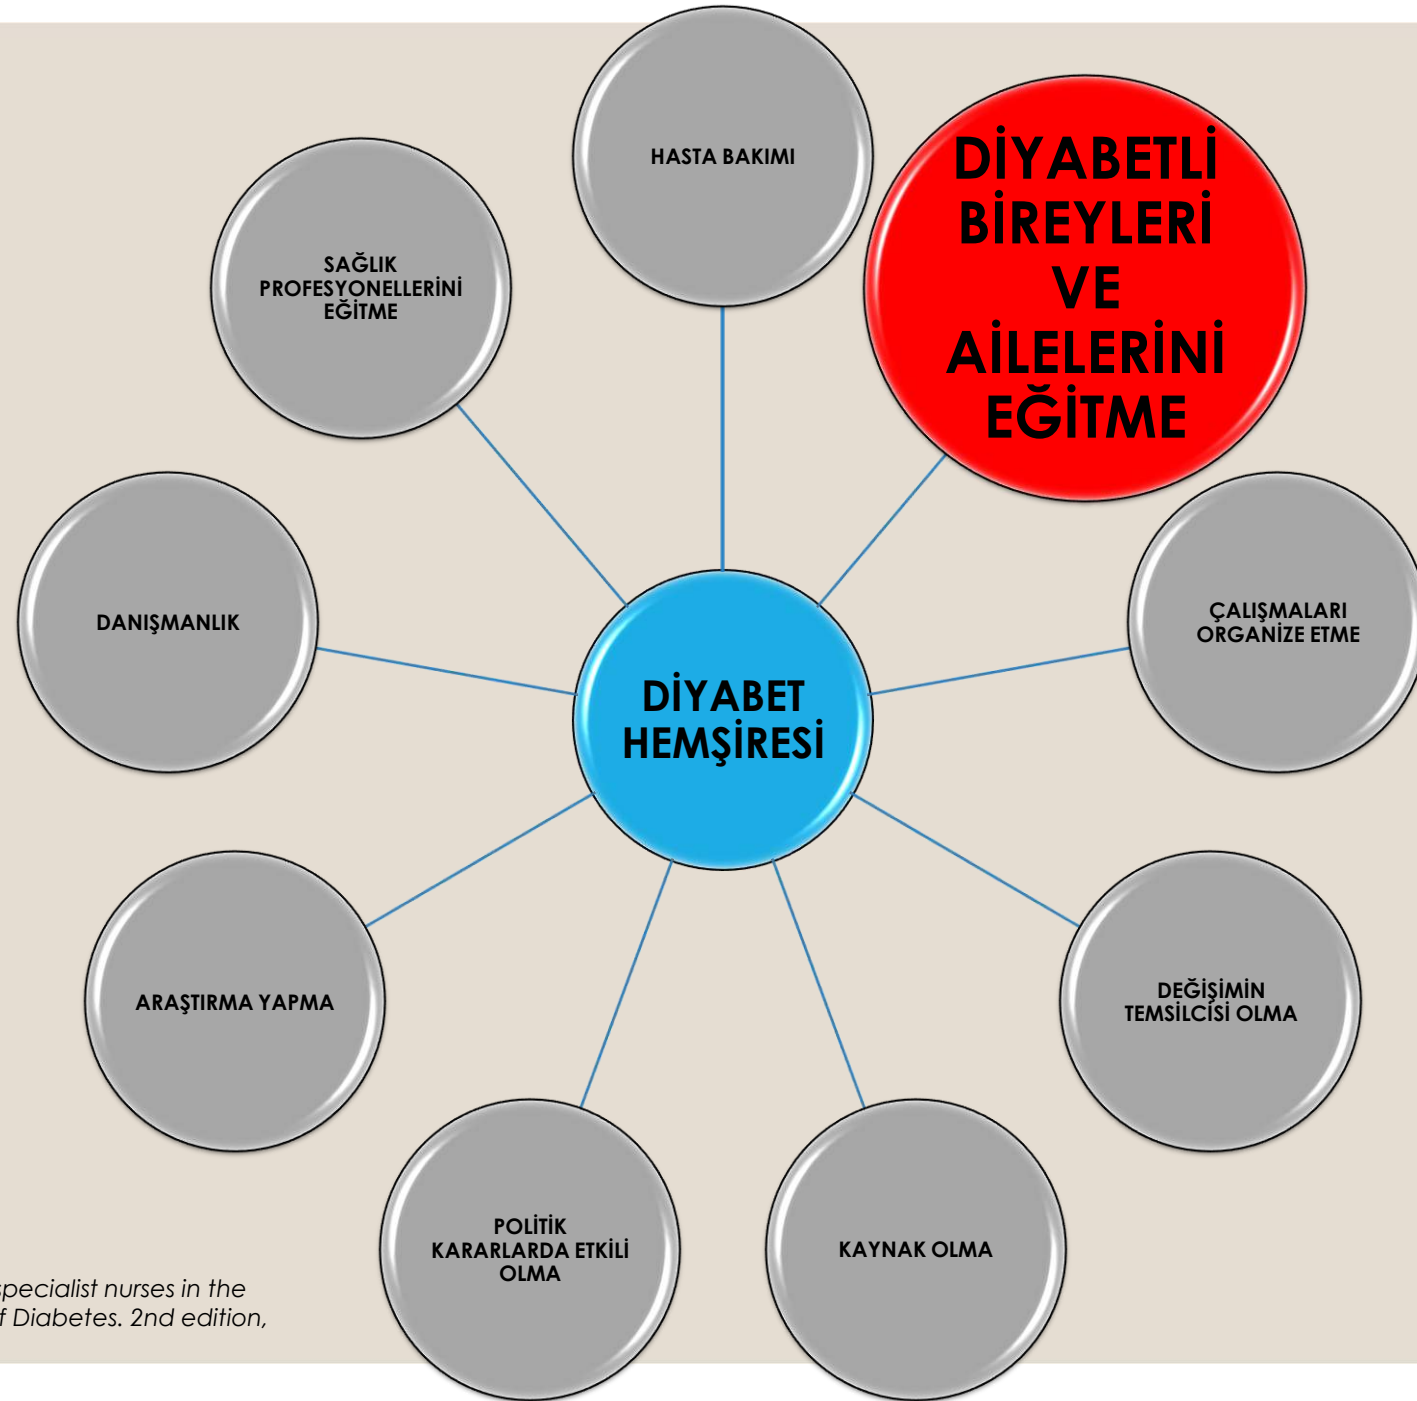 HASTA BAKIMI
DİYABETLİ
BİREYLERİ
VE
AİLELERİNİ
EĞİTME
SAĞLIK
PROFESYONELLERİNİ
EĞİTME
ÇALIŞMALARI
ORGANİZE ETME
DANIŞMANLIK
DİYABET
HEMŞİRESİ
DEĞİŞİMİN
TEMSİLCİSİ OLMA
ARAŞTIRMA YAPMA
POLİTİK
KARARLARDA ETKİLİ
OLMA
KAYNAK OLMA
specialist nurses in the
f Diabetes. 2nd edition,